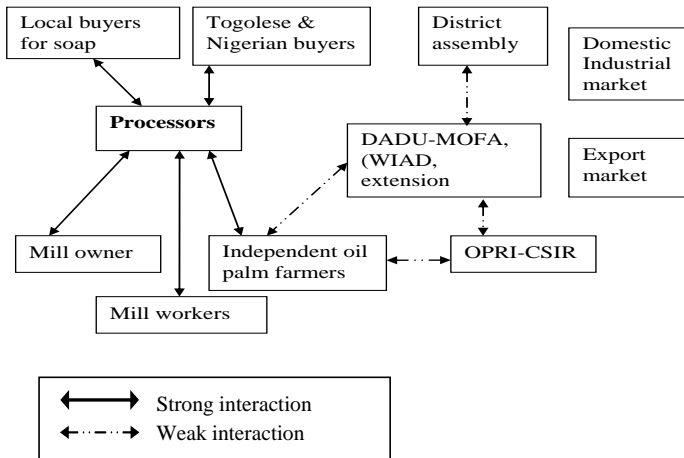 Local buyers
for soap
Togolese &
Nigerian buyers
District
assembly
Domestic
Industrial
market
Processors
DADU-MOFA,
(WIAD,
extension
Export
market
Mill owner
Independent oil
palm farmers
OPRI-CSIR
Mill workers
Strong interaction
Weak interaction